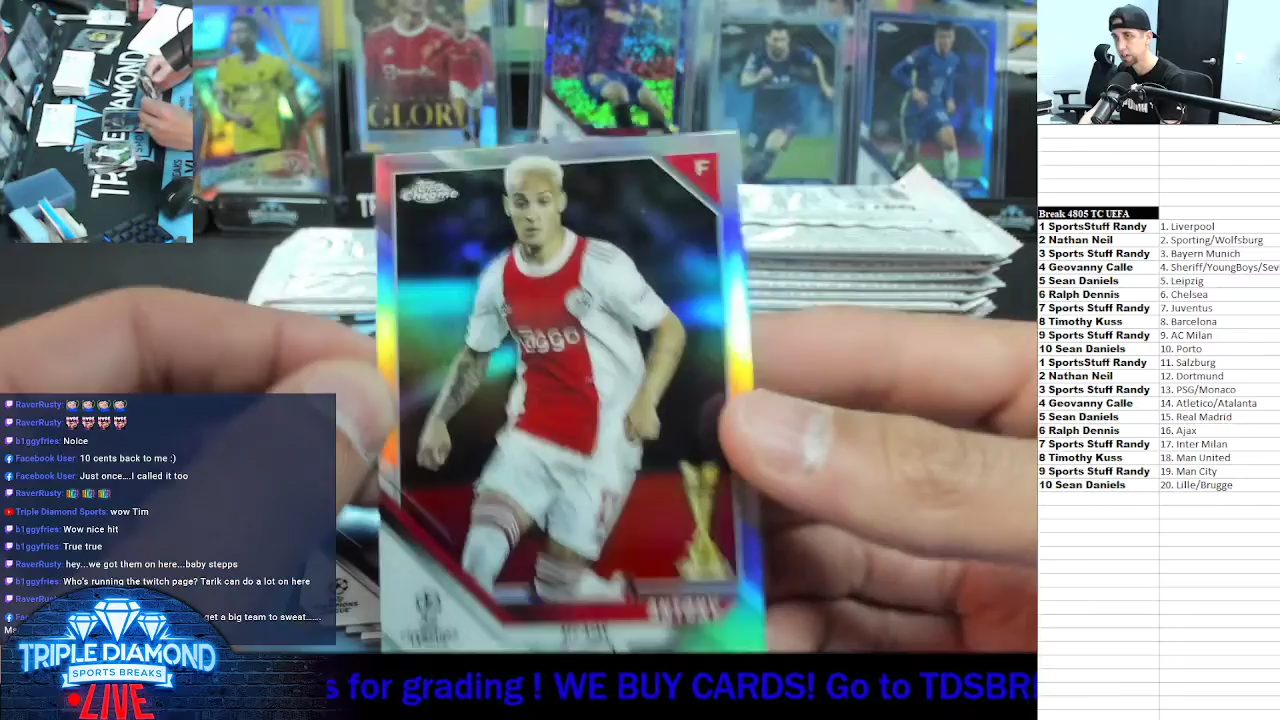 GLORY
Topps
Chrome
F
Ziggo
ANTONY
RaverRusty:
RaverRusty:
b1ggyfries: Nolce
Facebook User: 10 cents back to me ;)
Facebook User: Just once....I called it too
RaverRusty:
Triple Diamond Sports: wow Tim
b1ggyfries: Wow nice hit
b1ggyfries: True true
RaverRusty: hey...we got them on here...baby stepps
b1ggyfries: Who's running the twitch page? Tarik can do a lot on here
get a big team to sweat......
TRIPLE DIAMOND
SPORTS BREAKS
LIVE
s for grading ! WE BUY CARDS! Go to TDSBR
Break 4805 TC UEFA
1 SportsStuff Randy 1. Liverpool
2 Nathan Neil 2. Sporting/Wolfsburg
3 Sports Stuff Randy 3. Bayern Munich
4 Geovanny Calle 4. Sheriff/YoungBoys/Sev
5 Sean Daniels 5. Leipzig
6 Ralph Dennis 6. Chelsea
7 Sports Stuff Randy 7. Juventus
8 Timothy Kuss 8. Barcelona
9 Sports Stuff Randy 9. AC Milan
10 Sean Daniels 10. Porto
1 SportsStuff Randy 11. Salzburg
2 Nathan Neil 12. Dortmund
3 Sports Stuff Randy 13. PSG/Monaco
4 Geovanny Calle 14. Atletico/Atalanta
5 Sean Daniels 15. Real Madrid
6 Ralph Dennis 16. Ajax
7 Sports Stuff Randy 17. Inter Milan
8 Timothy Kuss 18. Man United
9 Sports Stuff Randy 19. Man City
10 Sean Daniels 20. Lille/Brugge